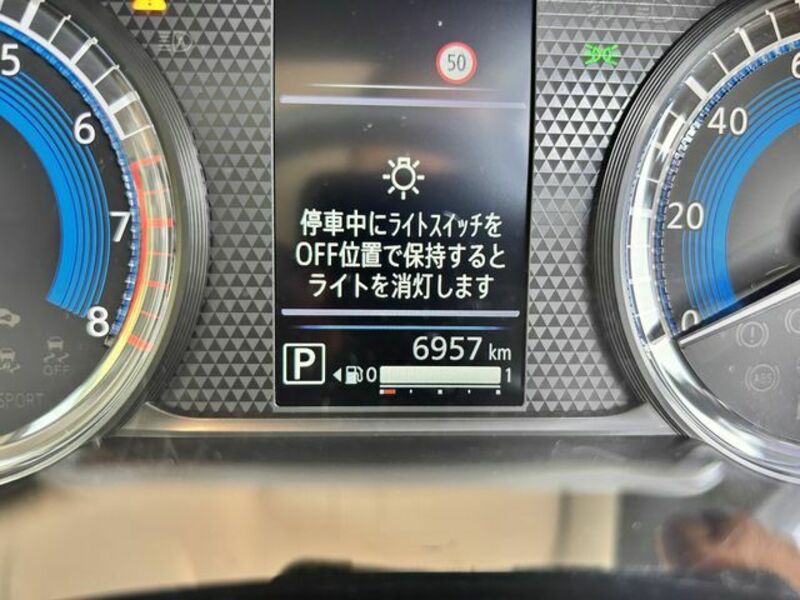 50
停車中にﾗｲﾄｽｲｯﾁを
OFF位置で保持すると
ライトを消灯します
P
6957 km
0
1
5
6
7
8
OFF
SPORT
40
20
0
6
ABS